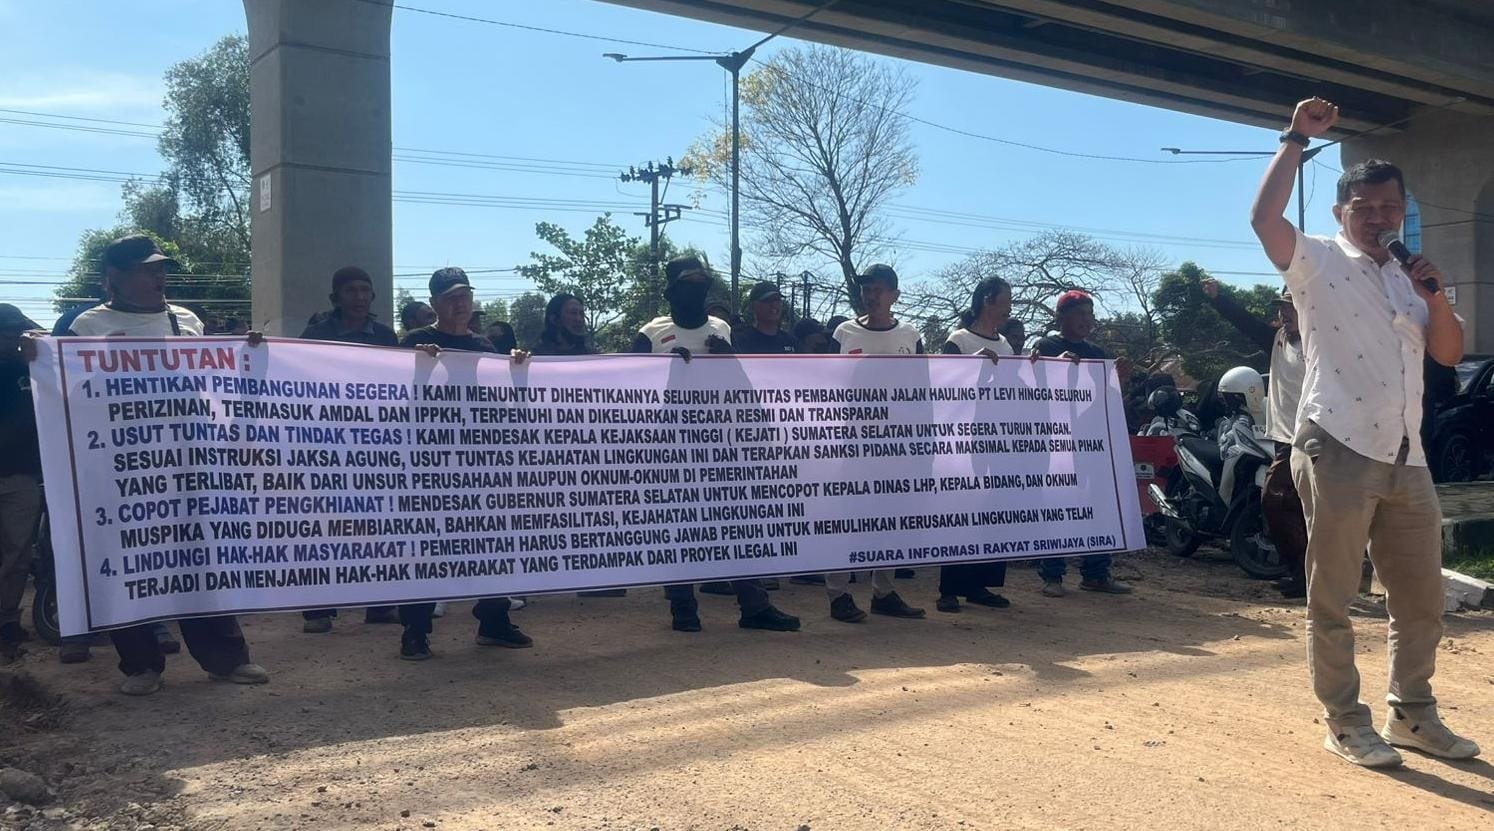 TUNTUTAN :
1. HENTIKAN PEMBANGUNAN SEGERA ! KAMI MENUNTUT DIHENTIKANNYA SELURUH AKTIVITAS PEMBANGUNAN JALAN HAULING PT LEVI HINGGA SELURUH
PERIZINAN, TERMASUK AMDAL DAN IPPKH, TERPENUHI DAN DIKELUARKAN SECARA RESMI DAN TRANSPARAN
2. USUT TUNTAS DAN TINDAK TEGAS ! KAMI MENDESAK KEPALA KEJAKSAAN TINGGI ( KEJATI ) SUMATERA SELATAN UNTUK SEGERA TURUN TANGAN.
SESUAI INSTRUKSI JAKSA AGUNG, USUT TUNTAS KEJAHATAN LINGKUNGAN INI DAN TERAPKAN SANKSI PIDANA SECARA MAKSIMAL KEPADA SEMUA PIHAK
YANG TERLIBAT, BAIK DARI UNSUR PERUSAHAAN MAUPUN OKNUM-OKNUM DI PEMERINTAHAN
3. COPOT PEJABAT PENGKHIANAT ! MENDESAK GUBERNUR SUMATERA SELATAN UNTUK MENCOPOT KEPALA DINAS LHP, KEPALA BIDANG, DAN OKNUM
MUSPIKA YANG DIDUGA MEMBIARKAN, BAHKAN MEMFASILITASI, KEJAHATAN LINGKUNGAN INI
4. LINDUNGI HAK-HAK MASYARAKAT ! PEMERINTAH HARUS BERTANGGUNG JAWAB PENUH UNTUK MEMULIHKAN KERUSAKAN LINGKUNGAN YANG TELAH
TERJADI DAN MENJAMIN HAK-HAK MASYARAKAT YANG TERDAMPAK DARI PROYEK ILEGAL INI
#SUARA INFORMASI RAKYAT SRIWIJAYA (SIRA)